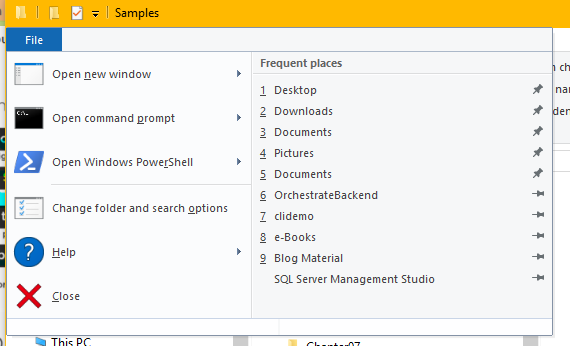 Samples
File
Open new window
Open command prompt
Open Windows PowerShell
Change folder and search options
Help
Close
Frequent places
1 Desktop
2 Downloads
3 Documents
4 Pictures
5 Documents
6 OrchestrateBackend
7 clidemo
8 e-Books
9 Blog Material
SQL Server Management Studio
This PC
Chapter07